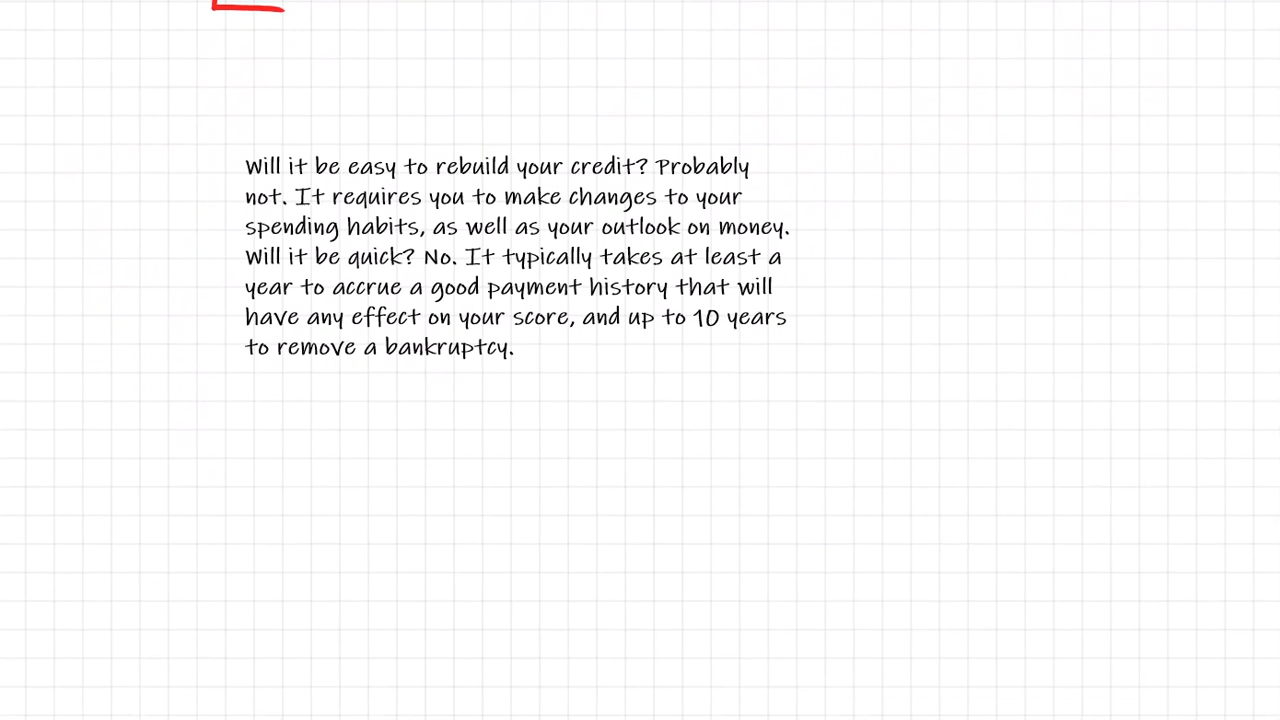 Will it be easy to rebuild your credit? Probably
not. It requires you to make changes to your
spending habits, as well as your outlook on money.
Will it be quick? No. It typically takes at least a
year to accrue a good payment history that will
have any effect on your score, and up to 10 years
to remove a bankruptcy.